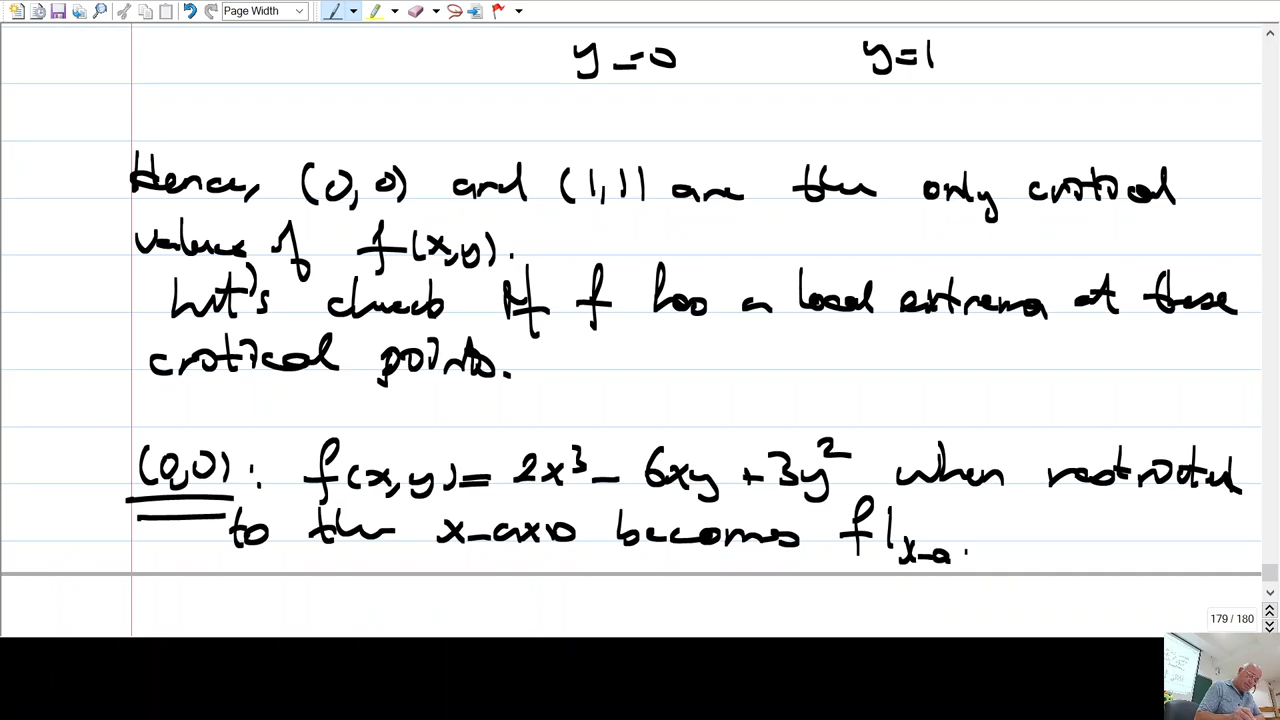 Page Width
y=0 y=1
Hence, (0,0) and (1,1) are the only critical
values of f(x,y).
Let's check if f has a local extrema at these
critical points.
(0,0): f(x,y)= 2x³ - 6xy + 3y² when restricted
to the x-axis becomes f|x-a
179 / 180